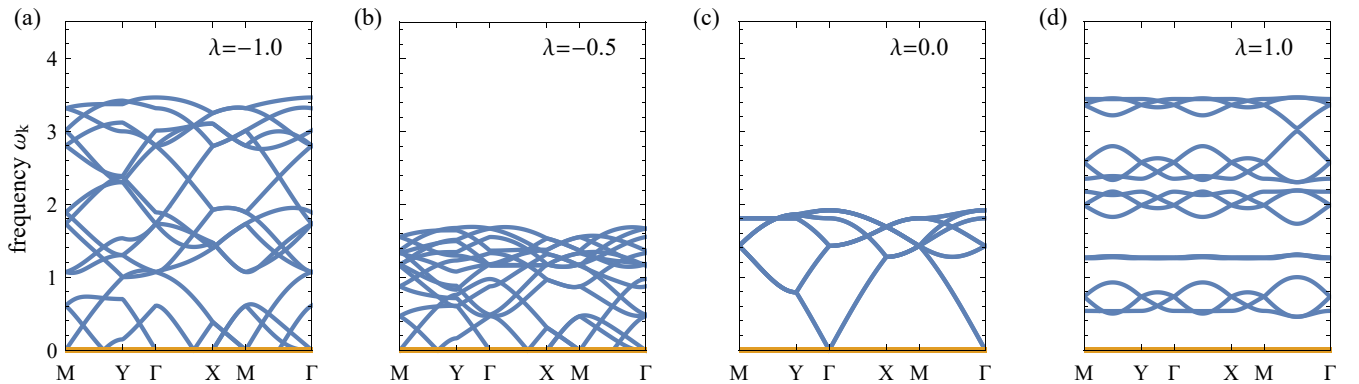 (a) (b) (c) (d)
λ=−1.0 λ=−0.5 λ=0.0 λ=1.0
4
3
2
1
0
frequency ωk
M Y Γ X M Γ M Y Γ X M Γ M Y Γ X M Γ M Y Γ X M Γ